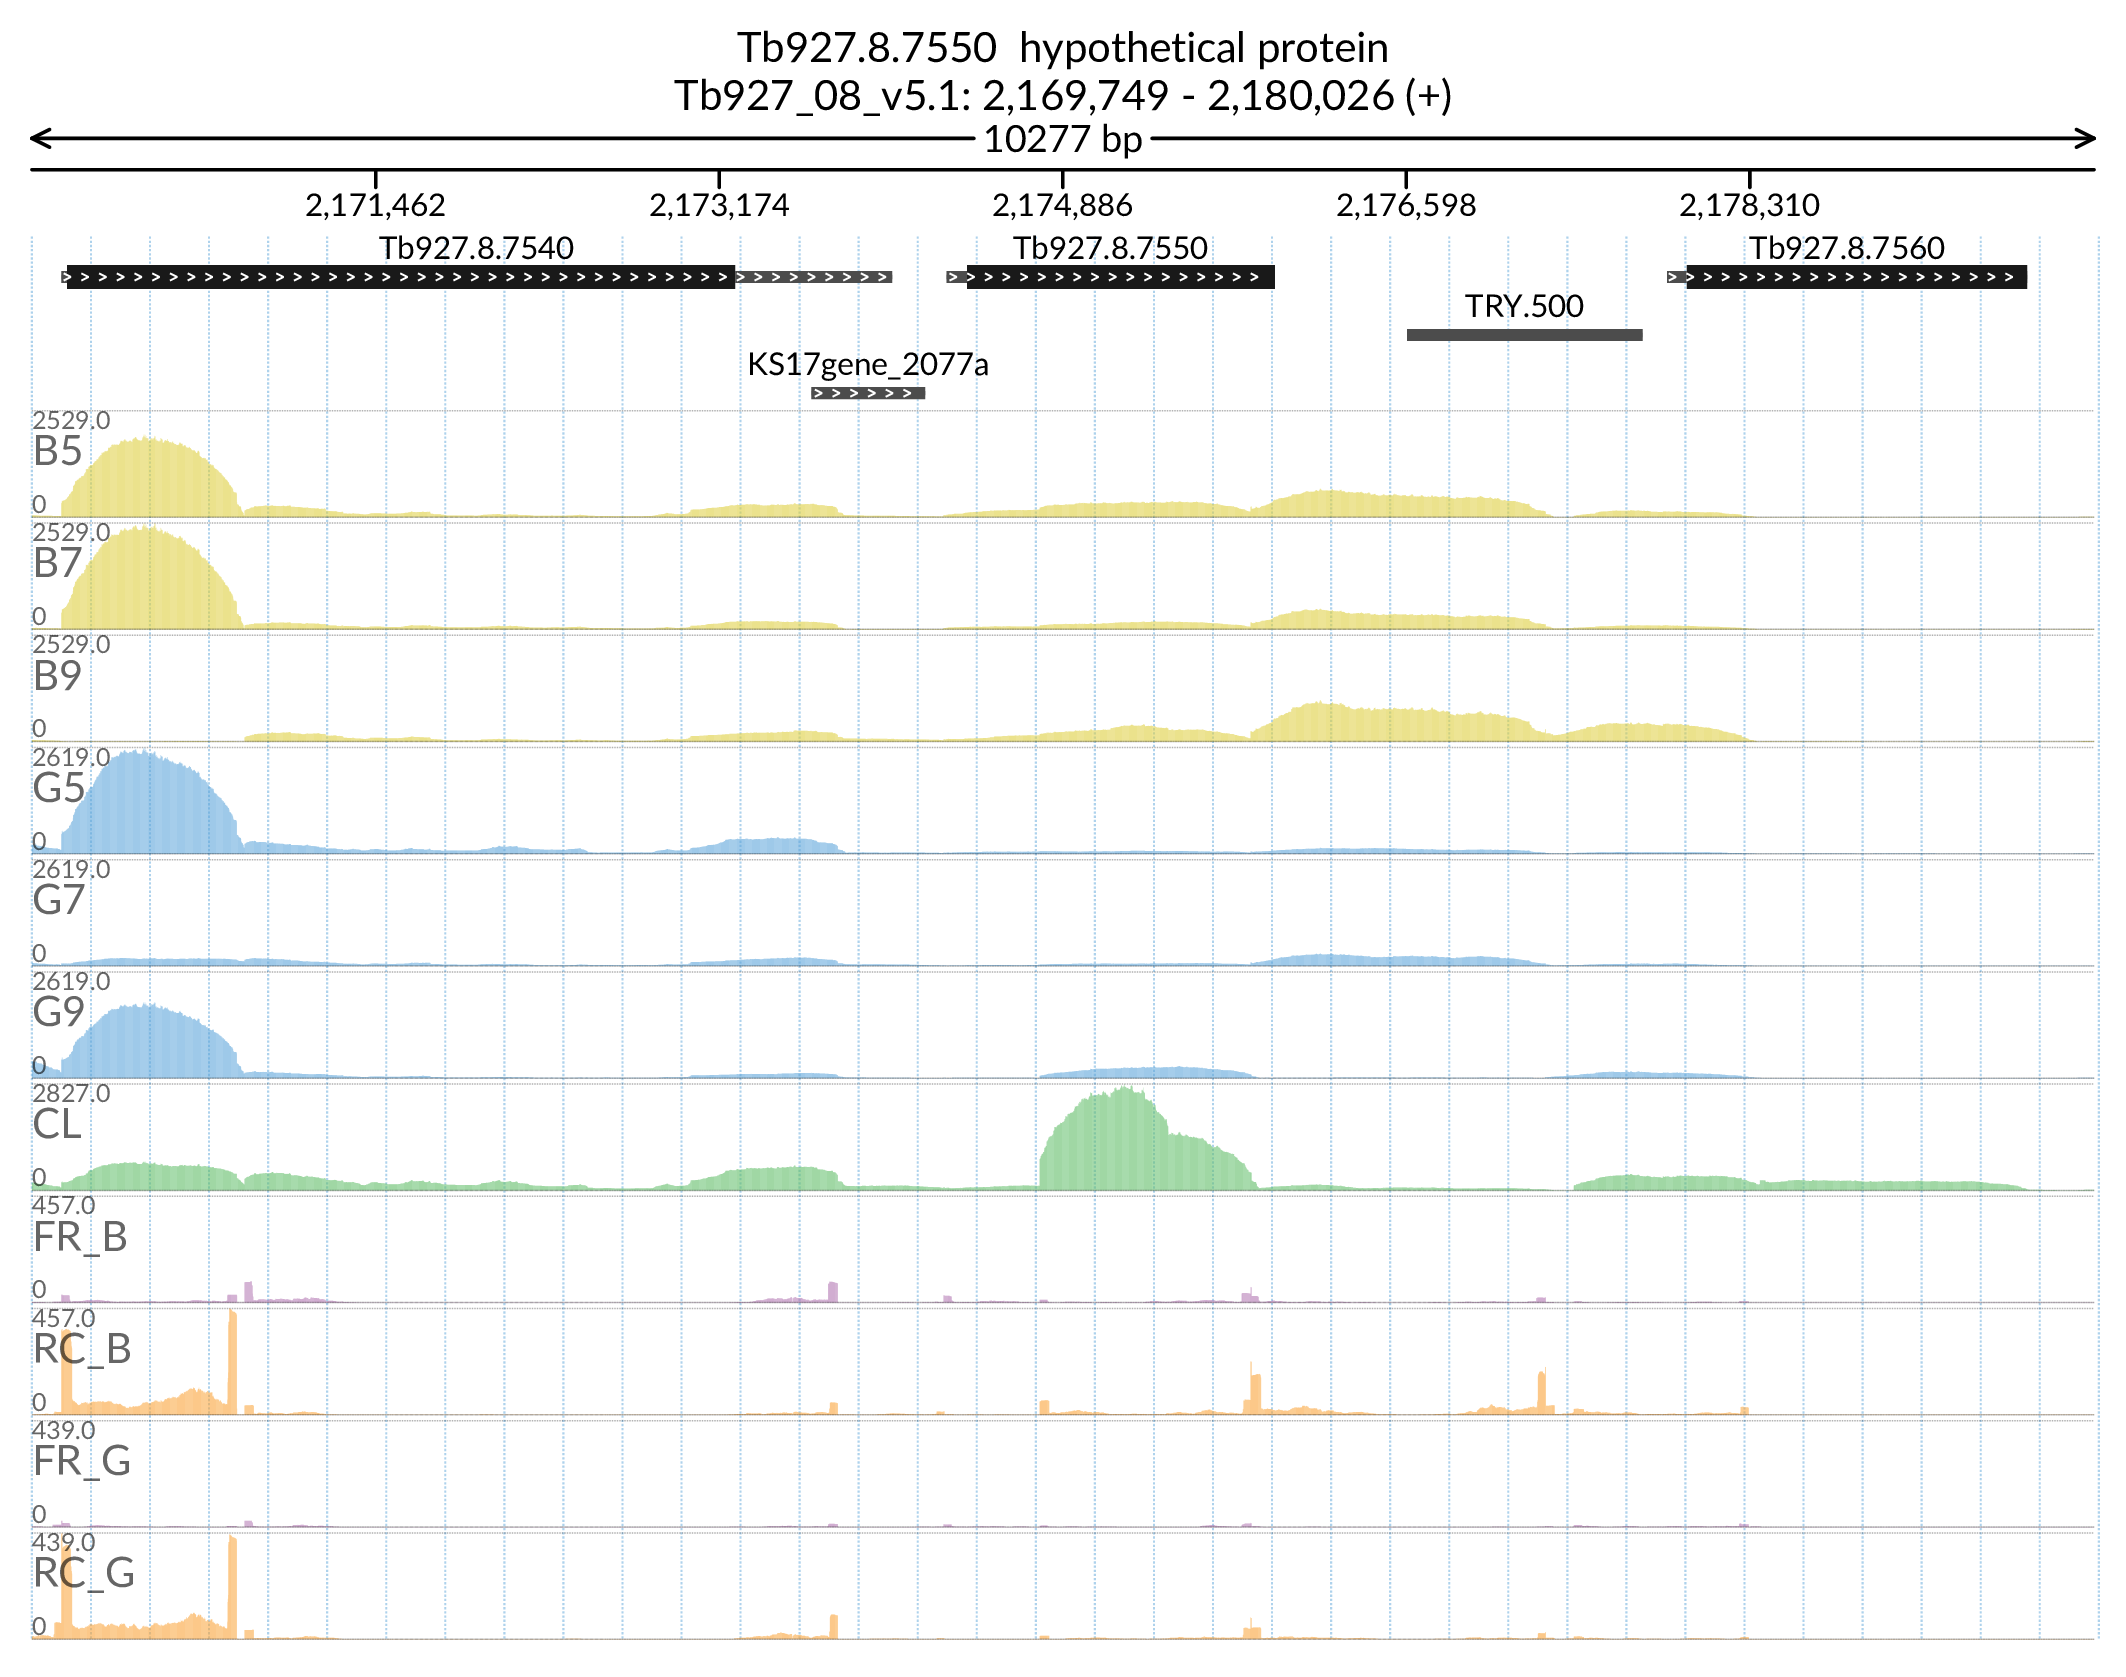 Tb927.8.7550 hypothetical protein
Tb927_08_v5.1: 2,169,749 - 2,180,026 (+)
10277 bp
2,171,462 2,173,174 2,174,886 2,176,598 2,178,310
Tb927.8.7540 Tb927.8.7550 Tb927.8.7560
TRY.500
KS17gene_2077a
2529.0
B5
0
2529.0
B7
0
2529.0
B9
0
2619.0
G5
0
2619.0
G7
0
2619.0
G9
0
2827.0
CL
0
457.0
FR_B
0
457.0
RC_B
0
439.0
FR_G
0
439.0
RC_G
0